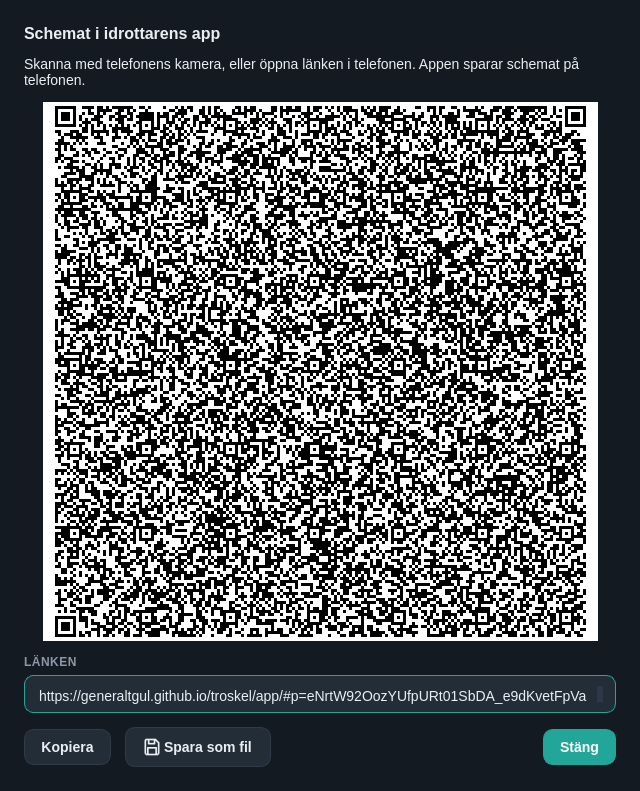 Schemat i idrottarens app
Skanna med telefonens kamera, eller öppna länken i telefonen. Appen sparar schemat på
telefonen.
LÄNKEN
https://generaltgul.github.io/troskel/app/#p=eNrtW92OozYUfpURt01SbDA_e9dKvetFpVa
Kopiera
Spara som fil
Stäng